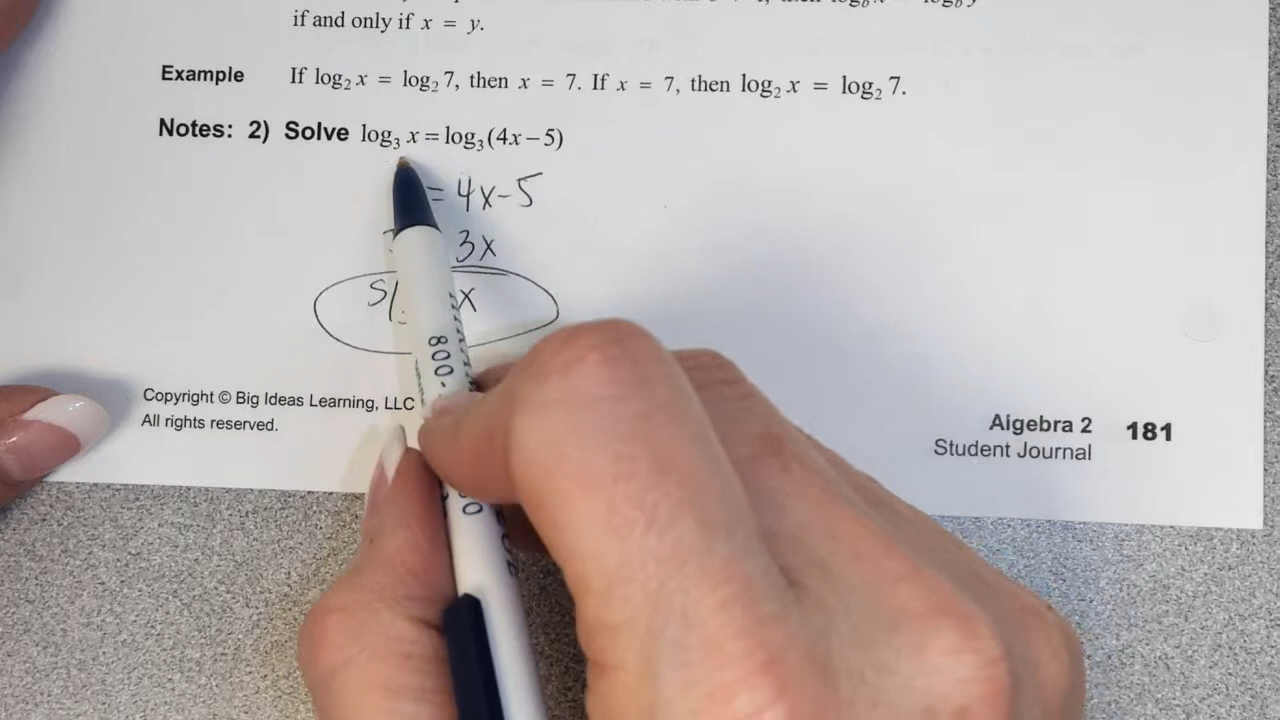 if and only if x = y.
Example If log₂ x = log₂ 7, then x = 7. If x = 7, then log₂ x = log₂ 7.
Notes: 2) Solve log₃ x = log₃(4x − 5)
= 4x-5
3x
5/ x
800-
Copyright © Big Ideas Learning, LLC
All rights reserved.
Algebra 2 181
Student Journal